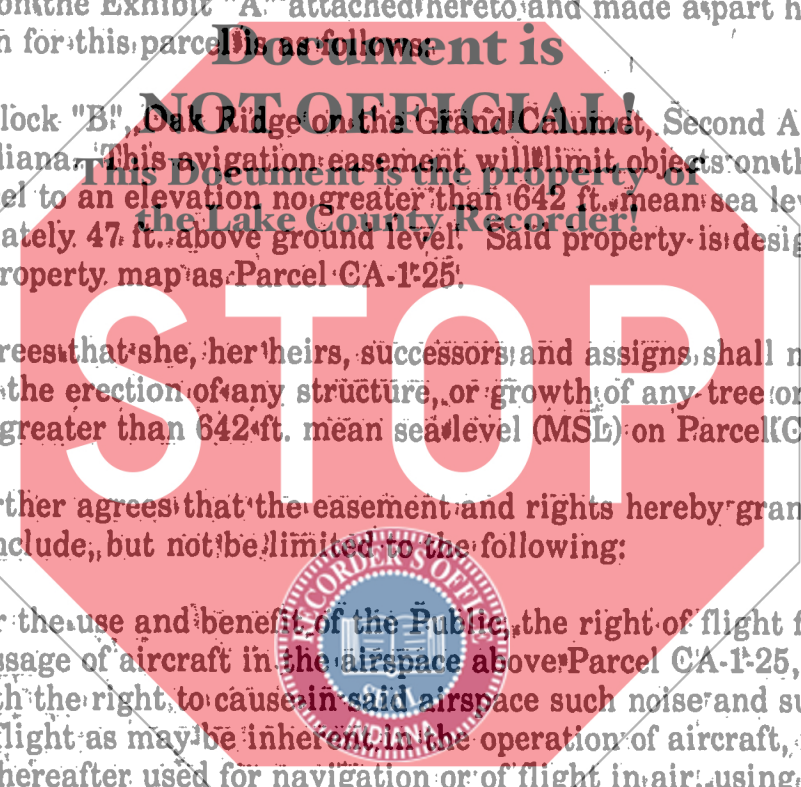 on the Exhibit "A" attached hereto and made a part h
n for this parcel is as follows:
Document is
lock "B", Oak Ridge on the Grand Calumet, Second A
NOT OFFICIAL!
diana. This avigation easement will limit objects on th
This Document is the property of
el to an elevation no greater than 642 ft. mean sea lev
the Lake County Recorder!
ately 47 ft. above ground level. Said property is desig
roperty map as Parcel CA-1-25.
STOP
rees that she, her heirs, successors and assigns shall n
the erection of any structure, or growth of any tree or
greater than 642 ft. mean sea level (MSL) on Parcel C
rther agrees that the easement and rights hereby gran
nclude, but not be limited to the following:
RECORDER'S OFFICE
r the use and benefit of the Public, the right of flight f
ssage of aircraft in the airspace above Parcel CA-1-25,
th the right to cause in said airspace such noise and su
SEAL
INDIANA
flight as may be inherent in the operation of aircraft,
hereafter used for navigation or of flight in air, using